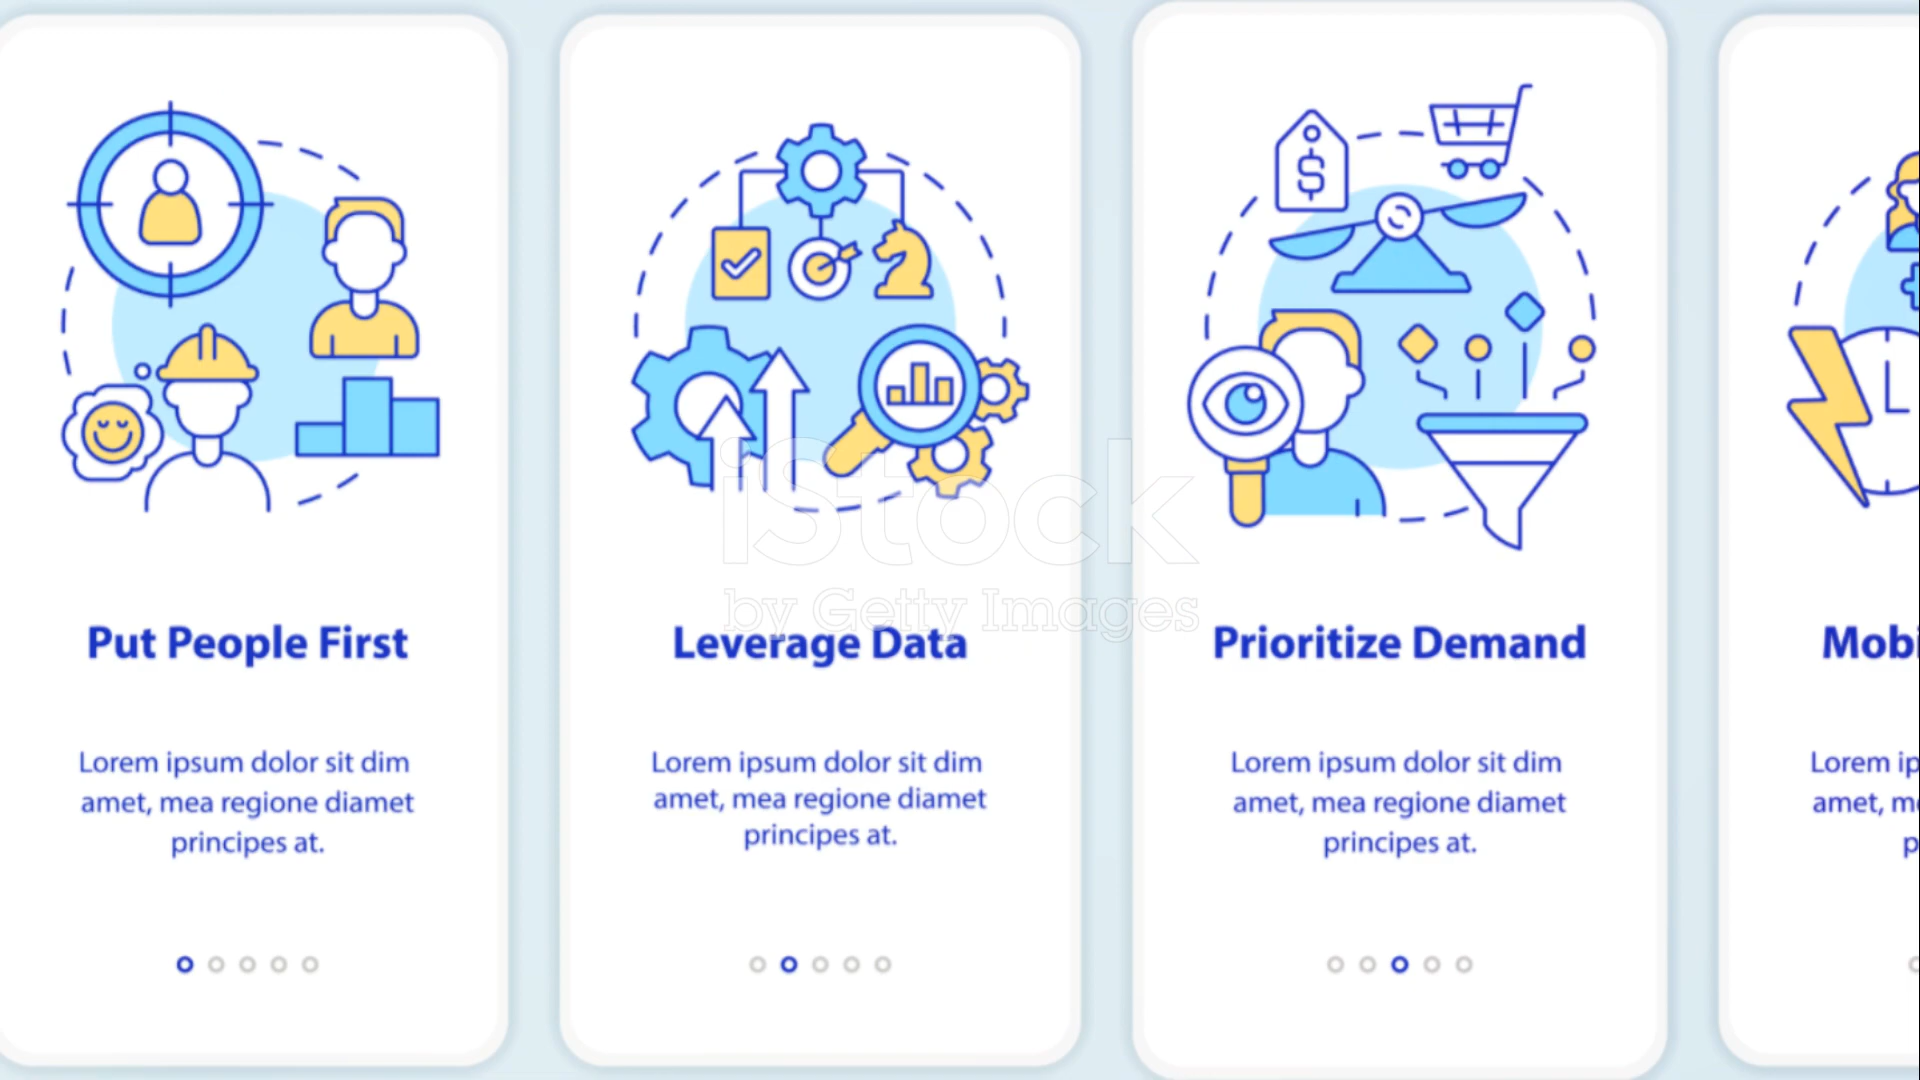 Put People First
Lorem ipsum dolor sit dim
amet, mea regione diamet
principes at.
Leverage Data
Lorem ipsum dolor sit dim
amet, mea regione diamet
principes at.
Prioritize Demand
Lorem ipsum dolor sit dim
amet, mea regione diamet
principes at.
Lorem
amet,
$
iStock
by Getty Images